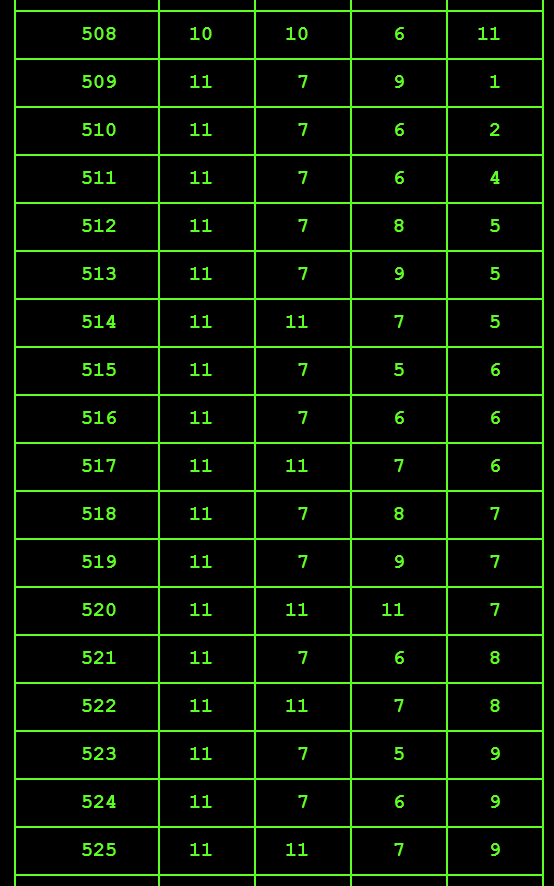 508 10 10 6 11
509 11 7 9 1
510 11 7 6 2
511 11 7 6 4
512 11 7 8 5
513 11 7 9 5
514 11 11 7 5
515 11 7 5 6
516 11 7 6 6
517 11 11 7 6
518 11 7 8 7
519 11 7 9 7
520 11 11 11 7
521 11 7 6 8
522 11 11 7 8
523 11 7 5 9
524 11 7 6 9
525 11 11 7 9